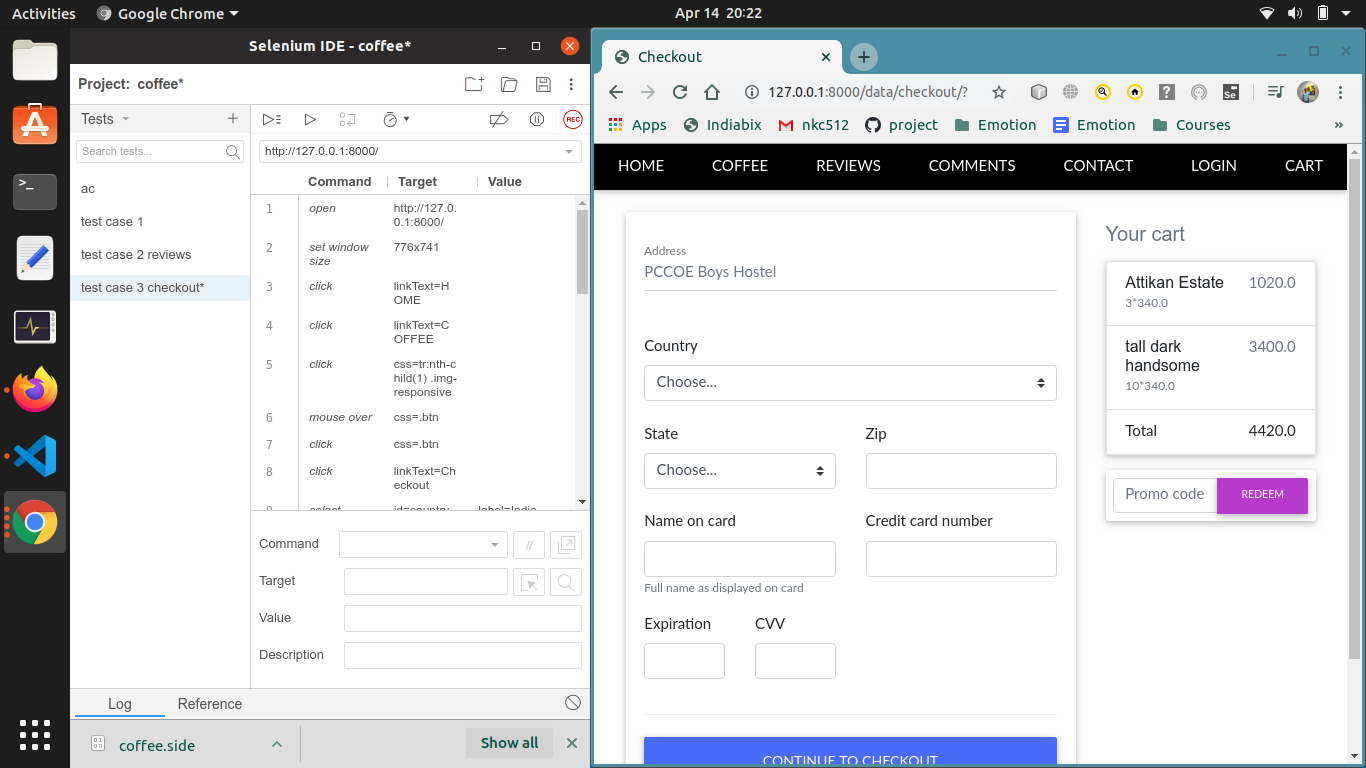 Activities
Google Chrome
Apr 14 20:22
Selenium IDE - coffee*
Project: coffee*
Tests
Search tests...
ac
test case 1
test case 2 reviews
test case 3 checkout*
REC
http://127.0.0.1:8000/
Command Target Value
1 open http://127.0.
0.1:8000/
2 set window 776x741
size
3 click linkText=H
OME
4 click linkText=C
OFFEE
5 click css=tr:nth-c
hild(1) .img-
responsive
6 mouse over css=.btn
7 click css=.btn
8 click linkText=Ch
eckout
9 select id=country label=India
Command
//
Target
Value
Description
Log Reference
coffee.side
Show all
Checkout
127.0.0.1:8000/data/checkout/?
Se
Apps Indiabix nkc512 project Emotion Emotion Courses »
HOME COFFEE REVIEWS COMMENTS CONTACT LOGIN CART
Address
PCCOE Boys Hostel
Country
Choose...
State Zip
Choose...
Name on card Credit card number
Full name as displayed on card
Expiration CVV
CONTINUE TO CHECKOUT
Your cart
Attikan Estate 1020.0
3*340.0
tall dark 3400.0
handsome
10*340.0
Total 4420.0
Promo code REDEEM